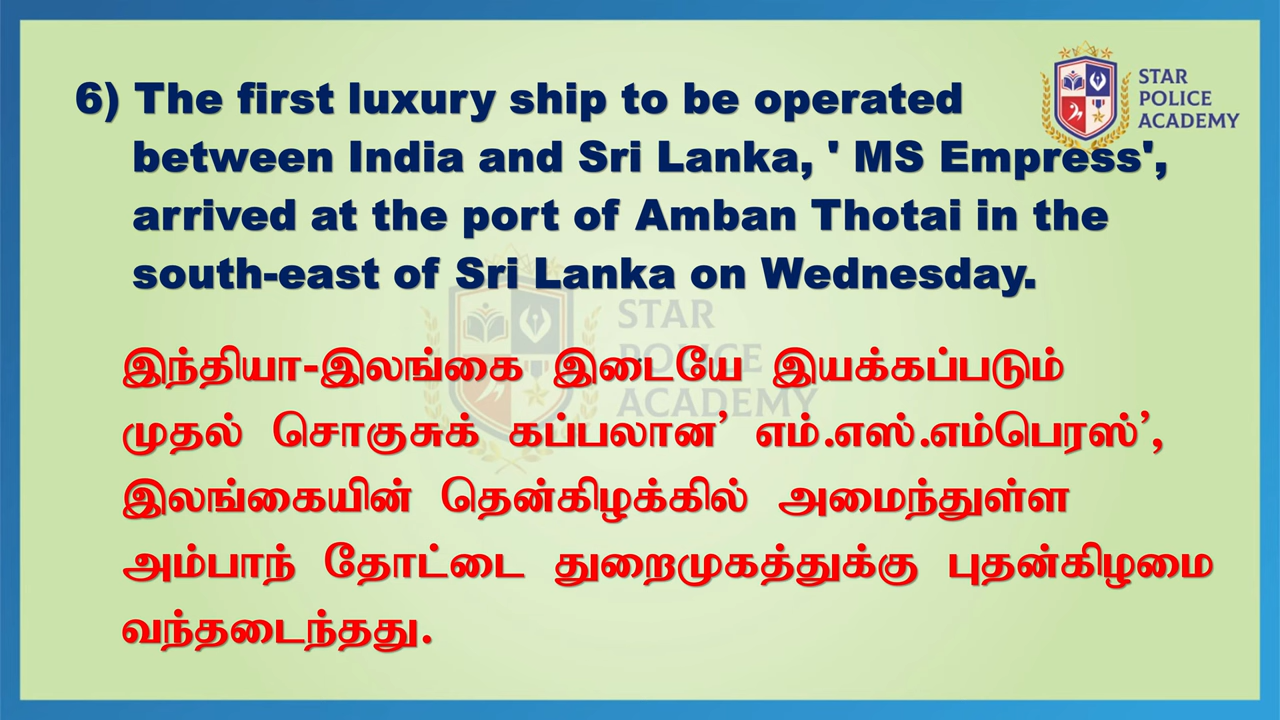 STAR
POLICE
ACADEMY
6) The first luxury ship to be operated
between India and Sri Lanka, ' MS Empress',
arrived at the port of Amban Thotai in the
south-east of Sri Lanka on Wednesday.
STAR
POLICE
ACADEMY
இந்தியா-இலங்கை இடையே இயக்கப்படும்
முதல் சொகுசுக் கப்பலான’ எம்.எஸ்.எம்பெரஸ்’,
இலங்கையின் தென்கிழக்கில் அமைந்துள்ள
அம்பாந் தோட்டை துறைமுகத்துக்கு புதன்கிழமை
வந்தடைந்தது.